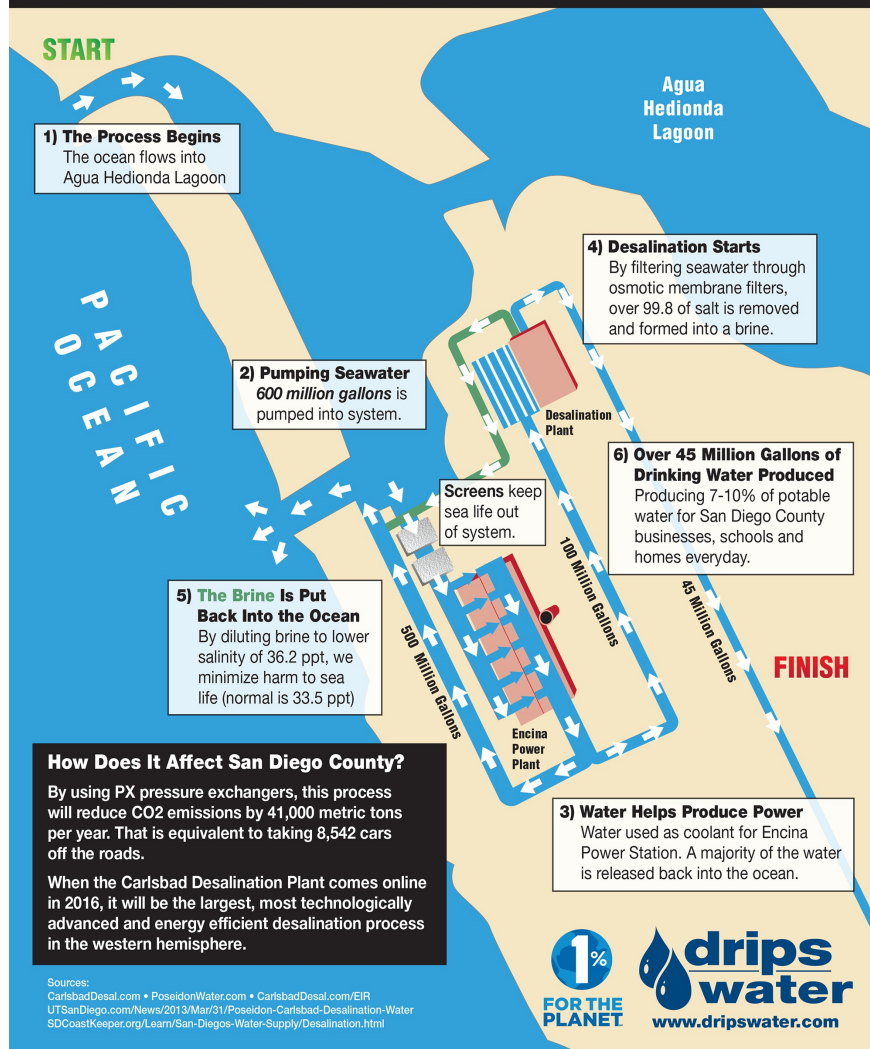 START
1) The Process Begins
The ocean flows into
Agua Hedionda Lagoon
Agua
Hedionda
Lagoon
PACIFIC
OCEAN
2) Pumping Seawater
600 million gallons is
pumped into system.
4) Desalination Starts
By filtering seawater through
osmotic membrane filters,
over 99.8 of salt is removed
and formed into a brine.
Desalination
Plant
Screens keep
sea life out
of system.
6) Over 45 Million Gallons of
Drinking Water Produced
Producing 7-10% of potable
water for San Diego County
businesses, schools and
homes everyday.
5) The Brine Is Put
Back Into the Ocean
By diluting brine to lower
salinity of 36.2 ppt, we
minimize harm to sea
life (normal is 33.5 ppt)
500 Million Gallons
100 Million Gallons
45 Million Gallons
FINISH
Encina
Power
Plant
3) Water Helps Produce Power
Water used as coolant for Encina
Power Station. A majority of the water
is released back into the ocean.
How Does It Affect San Diego County?
By using PX pressure exchangers, this process
will reduce CO2 emissions by 41,000 metric tons
per year. That is equivalent to taking 8,542 cars
off the roads.
When the Carlsbad Desalination Plant comes online
in 2016, it will be the largest, most technologically
advanced and energy efficient desalination process
in the western hemisphere.
Sources:
CarlsbadDesal.com • PoseidonWater.com • CarlsbadDesal.com/EIR
UTSanDiego.com/News/2013/Mar/31/Poseidon-Carlsbad-Desalination-Water
SDCoastKeeper.org/Learn/San-Diegos-Water-Supply/Desalination.html
1%
FOR THE
PLANET
drips
water
www.dripswater.com